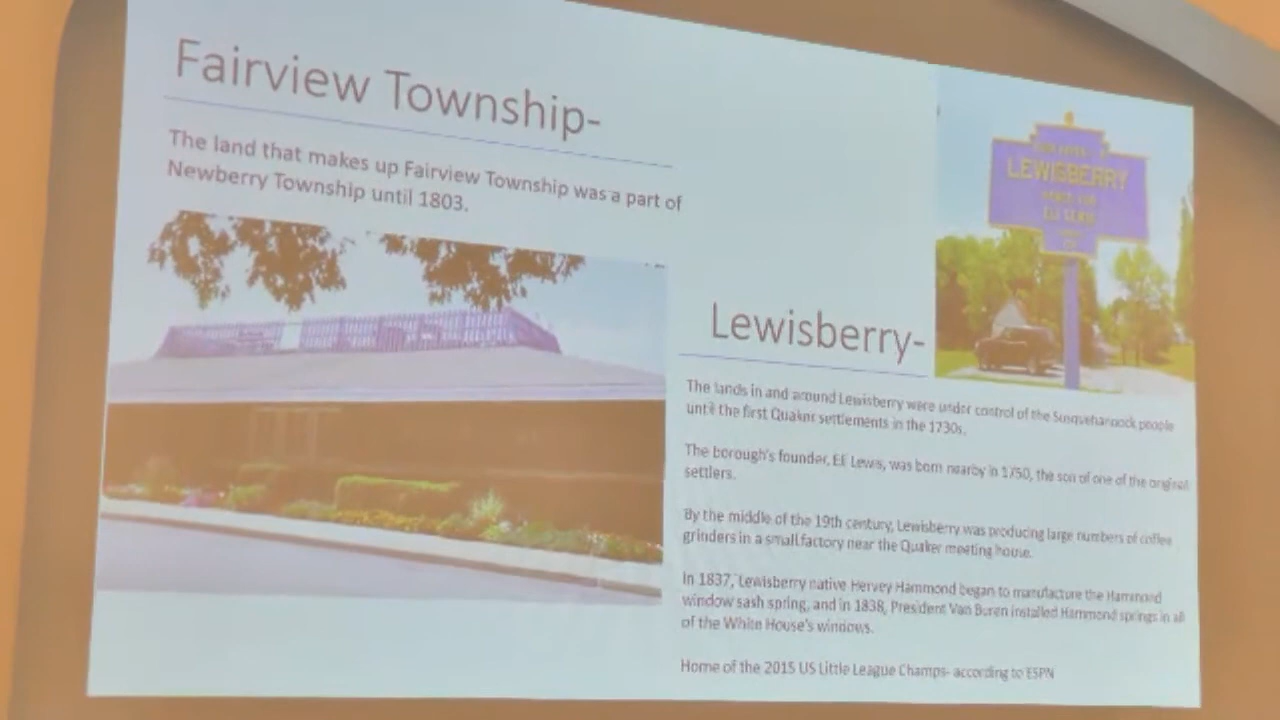 Fairview Township-
The land that makes up Fairview Township was a part of
Newberry Township until 1803.
LEWISBERRY
Lewisberry-
The lands in and around Lewisberry were under control of the Susquehannock people
until the first Quaker settlements in the 1730s.
The borough's founder, Eli Lewis, was born nearby in 1750, the son of one of the original
settlers.
By the middle of the 19th century, Lewisberry was producing large numbers of coffee
grinders in a small factory near the Quaker meeting house.
In 1837, Lewisberry native Hervey Hammond began to manufacture the Hammond
window sash spring, and in 1838, President Van Buren installed Hammond springs in all
of the White House's windows.
Home of the 2015 US Little League Champs- according to ESPN